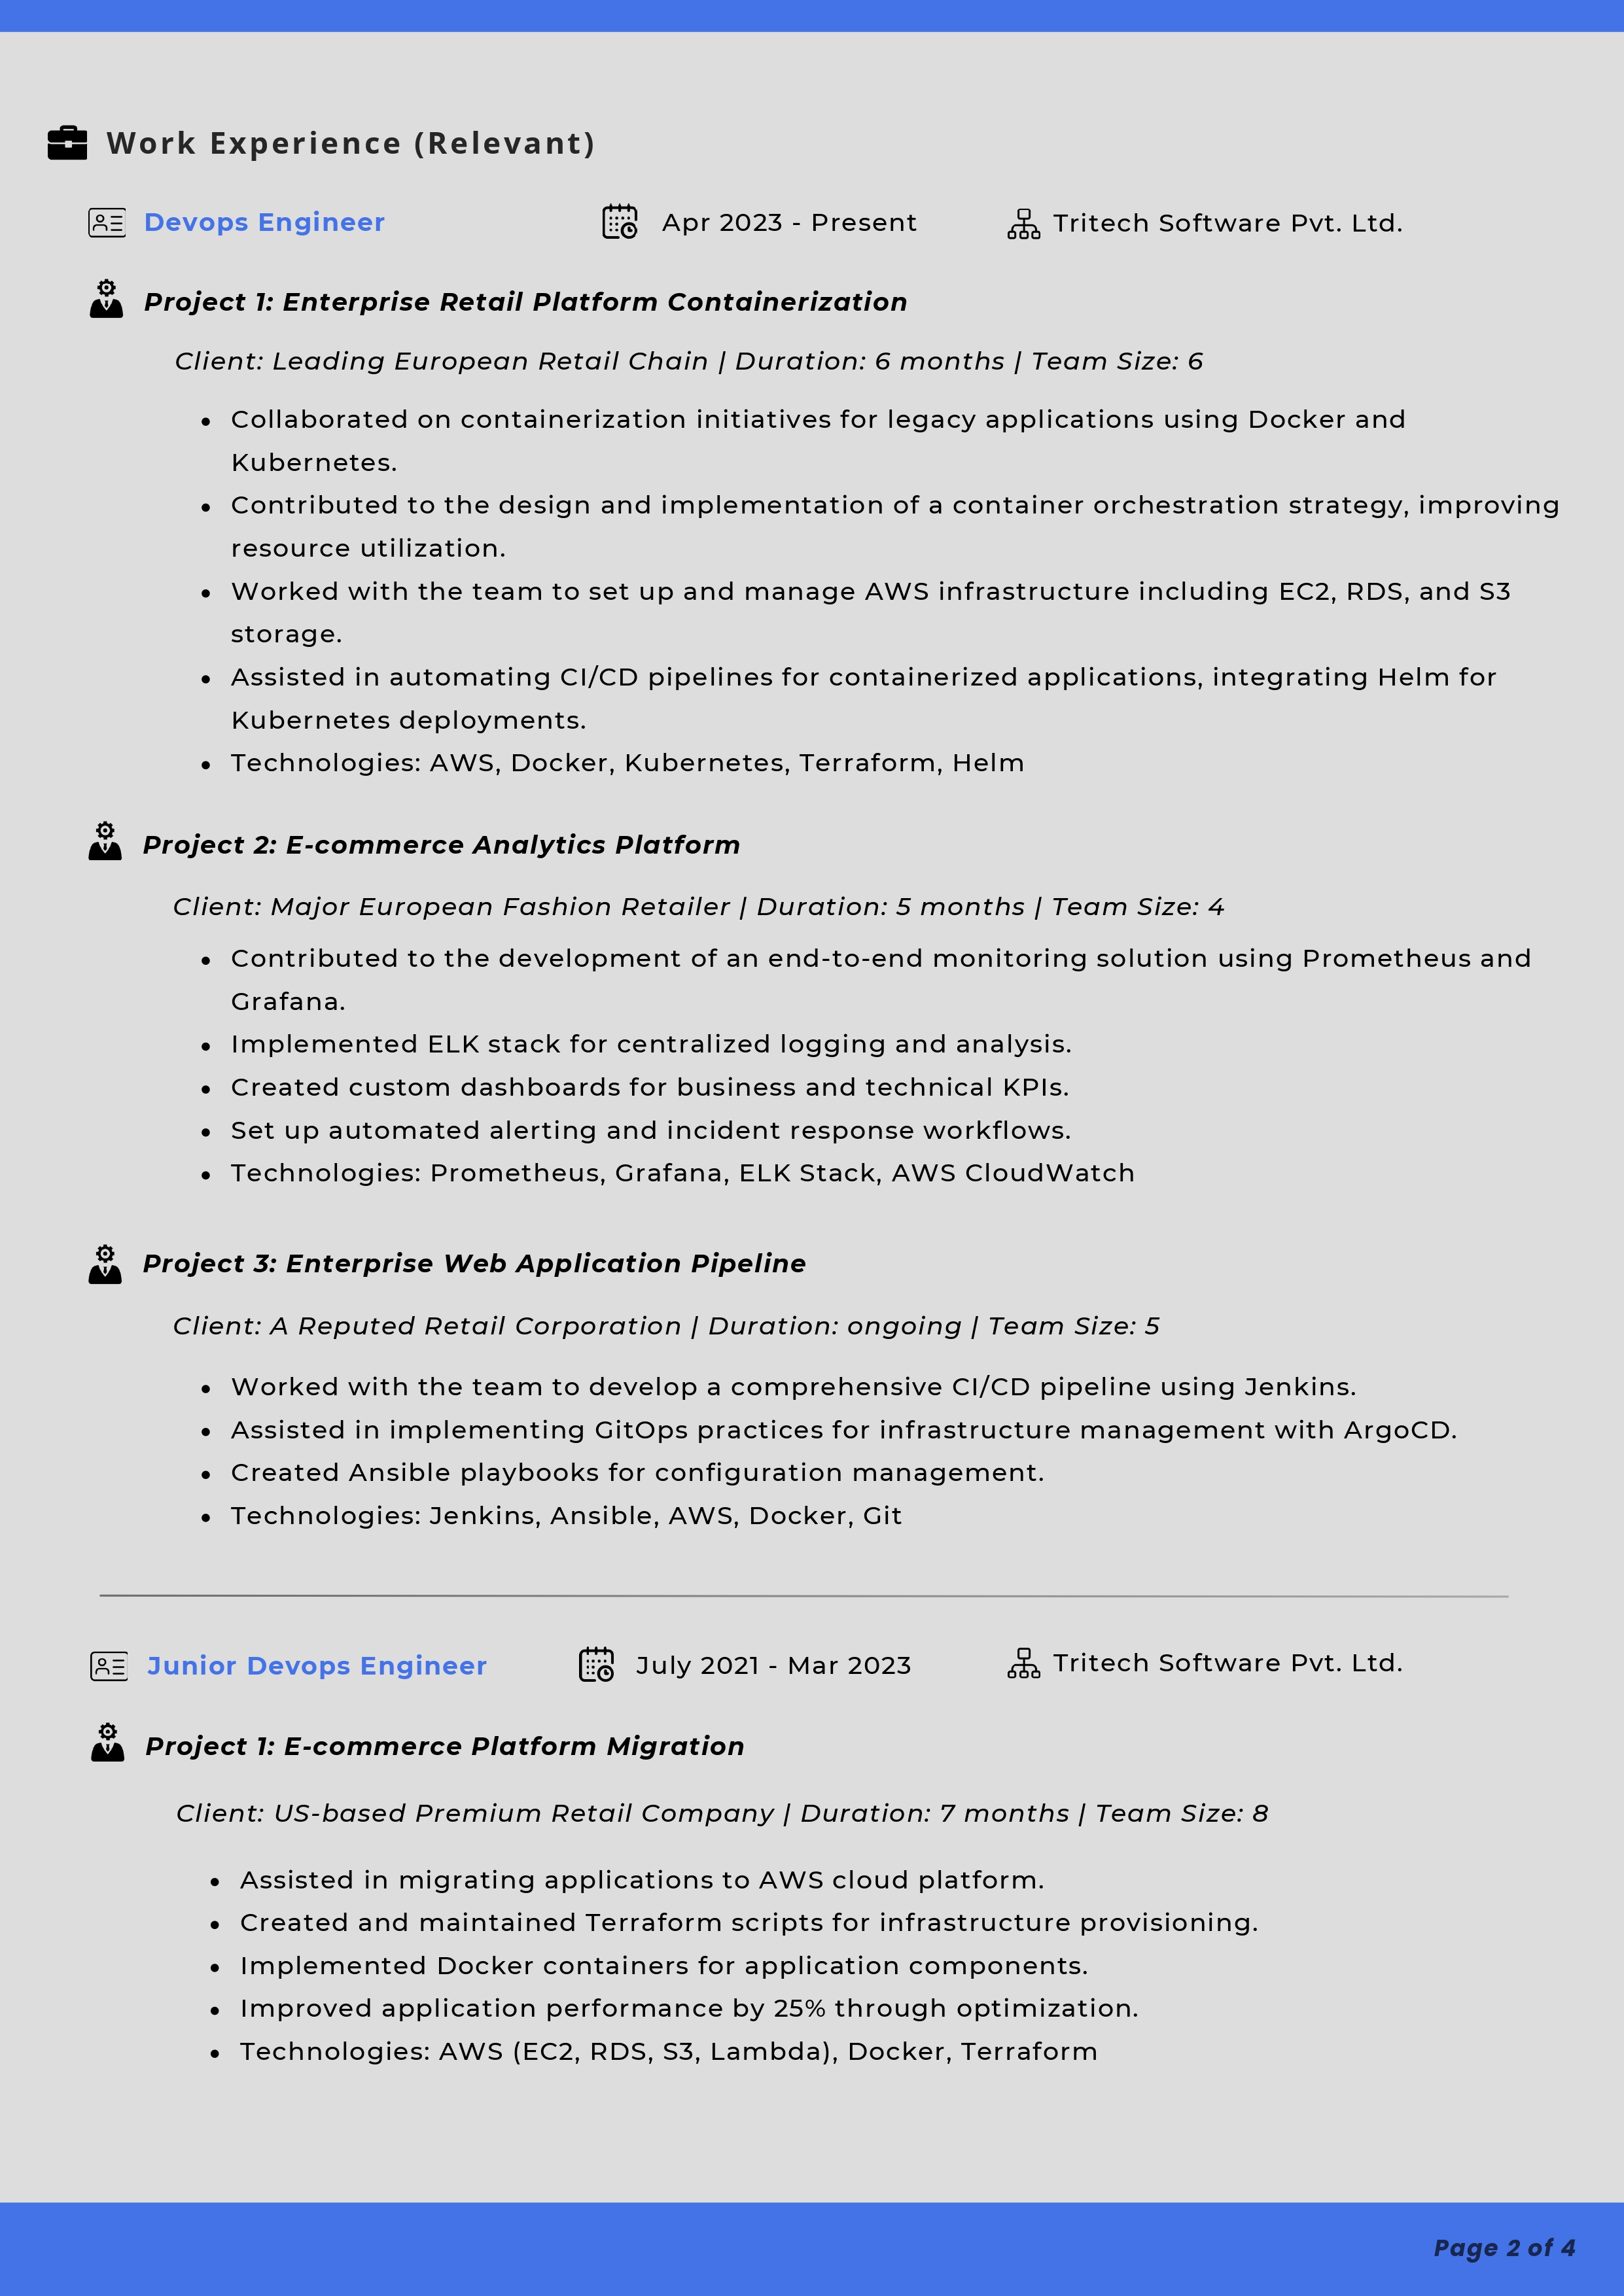 Work Experience (Relevant)
Devops Engineer
Apr 2023 - Present
Tritech Software Pvt. Ltd.
Project 1: Enterprise Retail Platform Containerization
Client: Leading European Retail Chain | Duration: 6 months | Team Size: 6
• Collaborated on containerization initiatives for legacy applications using Docker and
Kubernetes.
• Contributed to the design and implementation of a container orchestration strategy, improving
resource utilization.
• Worked with the team to set up and manage AWS infrastructure including EC2, RDS, and S3
storage.
• Assisted in automating CI/CD pipelines for containerized applications, integrating Helm for
Kubernetes deployments.
• Technologies: AWS, Docker, Kubernetes, Terraform, Helm
Project 2: E-commerce Analytics Platform
Client: Major European Fashion Retailer | Duration: 5 months | Team Size: 4
• Contributed to the development of an end-to-end monitoring solution using Prometheus and
Grafana.
• Implemented ELK stack for centralized logging and analysis.
• Created custom dashboards for business and technical KPIs.
• Set up automated alerting and incident response workflows.
• Technologies: Prometheus, Grafana, ELK Stack, AWS CloudWatch
Project 3: Enterprise Web Application Pipeline
Client: A Reputed Retail Corporation | Duration: ongoing | Team Size: 5
• Worked with the team to develop a comprehensive CI/CD pipeline using Jenkins.
• Assisted in implementing GitOps practices for infrastructure management with ArgoCD.
• Created Ansible playbooks for configuration management.
• Technologies: Jenkins, Ansible, AWS, Docker, Git
Junior Devops Engineer
July 2021 - Mar 2023
Tritech Software Pvt. Ltd.
Project 1: E-commerce Platform Migration
Client: US-based Premium Retail Company | Duration: 7 months | Team Size: 8
• Assisted in migrating applications to AWS cloud platform.
• Created and maintained Terraform scripts for infrastructure provisioning.
• Implemented Docker containers for application components.
• Improved application performance by 25% through optimization.
• Technologies: AWS (EC2, RDS, S3, Lambda), Docker, Terraform
Page 2 of 4